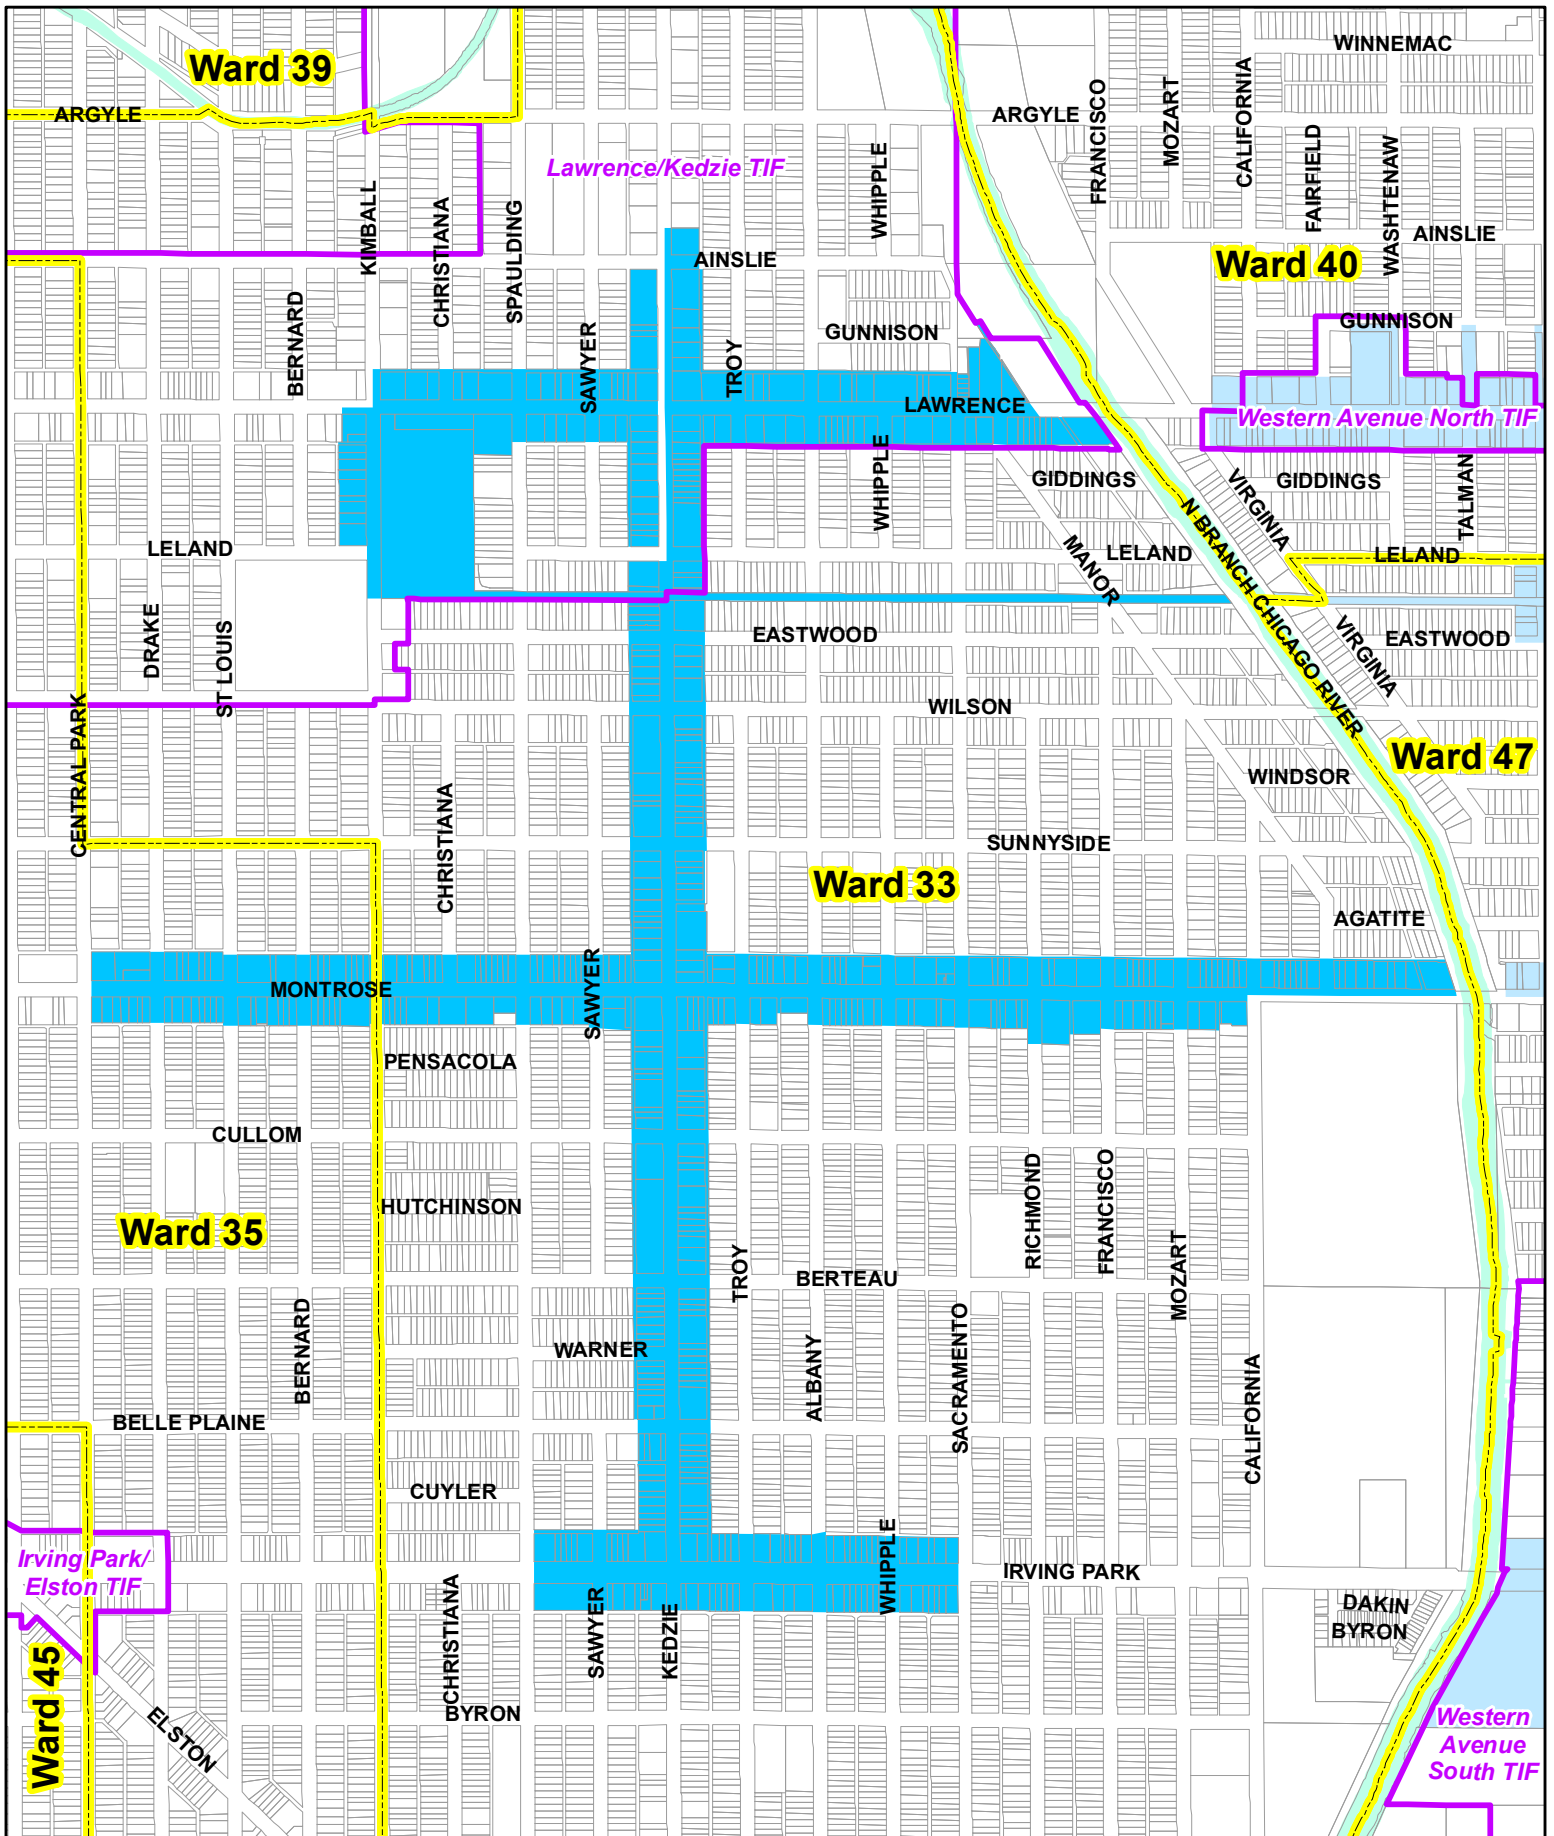 WINNEMAC
Ward 39
ARGYLE
ARGYLE
FRANCISCO
MOZART
CALIFORNIA
FAIRFIELD
WASHTENAW
Lawrence/Kedzie TIF
WHIPPLE
KIMBALL
CHRISTIANA
SPAULDING
AINSLIE
AINSLIE
Ward 40
BERNARD
SAWYER
TROY
GUNNISON
GUNNISON
LAWRENCE
Western Avenue North TIF
WHIPPLE
GIDDINGS
VIRGINIA
GIDDINGS
TALMAN
LELAND
MANOR
LELAND
N BRANCH CHICAGO RIVER
LELAND
DRAKE
ST LOUIS
EASTWOOD
VIRGINIA
EASTWOOD
CENTRAL PARK
WILSON
Ward 47
WINDSOR
CHRISTIANA
SUNNYSIDE
Ward 33
AGATITE
MONTROSE
SAWYER
PENSACOLA
CULLOM
HUTCHINSON
Ward 35
RICHMOND
FRANCISCO
MOZART
TROY
BERTEAU
BERNARD
WARNER
ALBANY
SACRAMENTO
CALIFORNIA
BELLE PLAINE
CUYLER
Irving Park/
Elston TIF
WHIPPLE
IRVING PARK
CHRISTIANA
SAWYER
KEDZIE
DAKIN
BYRON
Ward 45
ELSTON
BYRON
Western
Avenue
South TIF